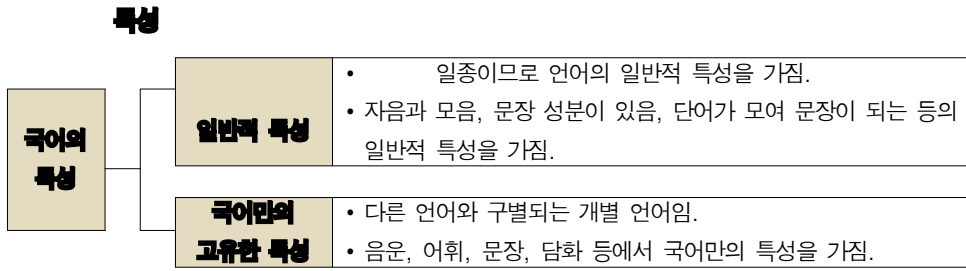 특성
국어의
특성
일반적 특성
• 일종이므로 언어의 일반적 특성을 가짐.
• 자음과 모음, 문장 성분이 있음, 단어가 모여 문장이 되는 등의
일반적 특성을 가짐.
국어만의
고유한 특성
• 다른 언어와 구별되는 개별 언어임.
• 음운, 어휘, 문장, 담화 등에서 국어만의 특성을 가짐.